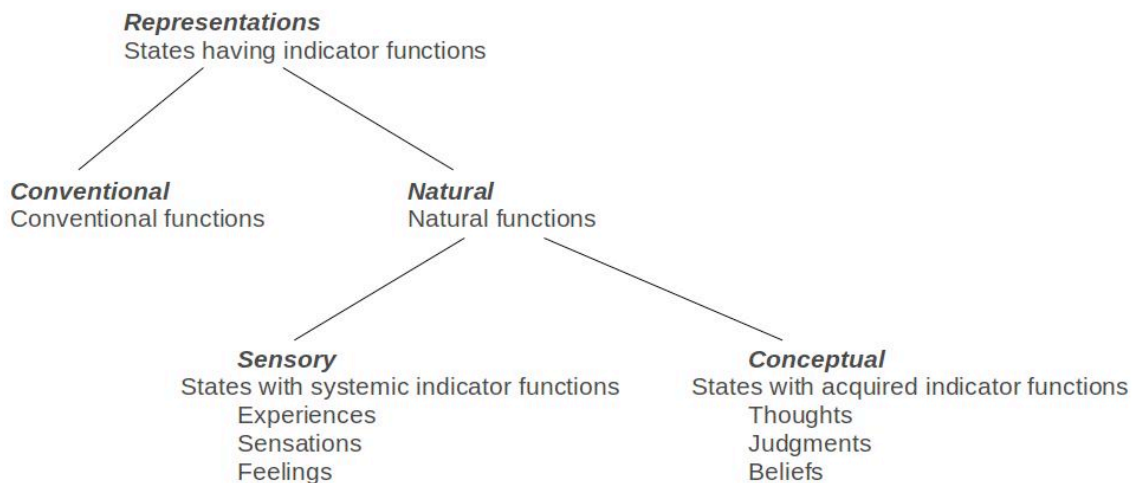 Representations
States having indicator functions
Conventional
Conventional functions
Natural
Natural functions
Sensory
States with systemic indicator functions
Experiences
Sensations
Feelings
Conceptual
States with acquired indicator functions
Thoughts
Judgments
Beliefs